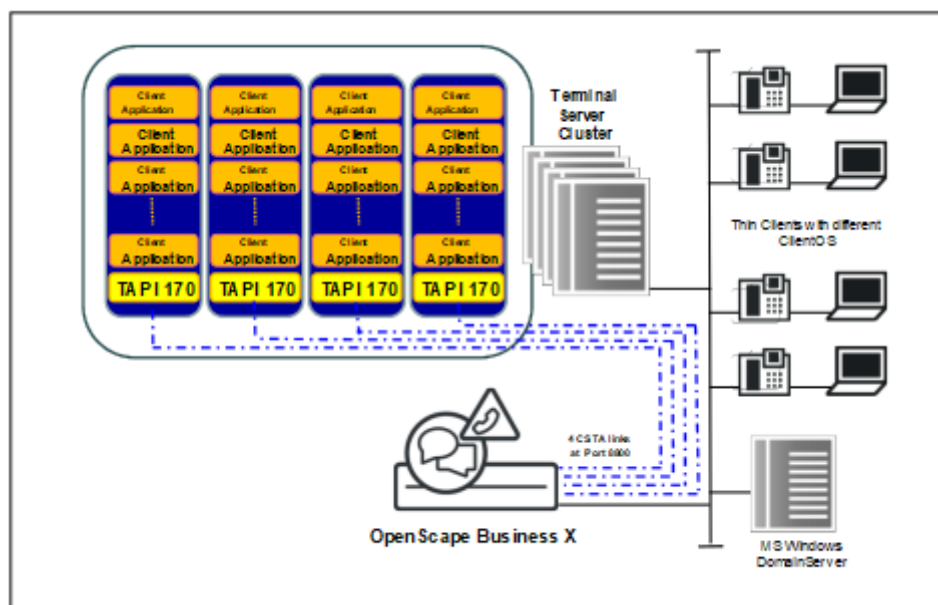 Client
Application
Client
Application
Client
Application
Client
Application
TAPI 170
Client
Application
Client
Application
Client
Application
Client
Application
TAPI 170
Client
Application
Client
Application
Client
Application
Client
Application
TAPI 170
Client
Application
Client
Application
Client
Application
Client
Application
TAPI 170
Terminal
Server
Cluster
Thin Clients with different
ClientOS
4 CSTA links
at Port 8800
OpenScape Business X
MS Windows
DomainServer